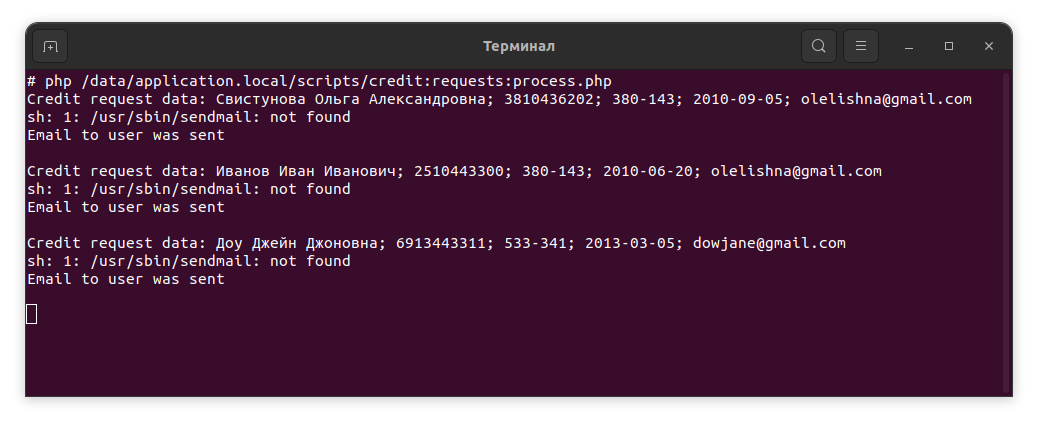 Терминал
# php /data/application.local/scripts/credit:requests:process.php
Credit request data: Свистунова Ольга Александровна; 3810436202; 380-143; 2010-09-05; olelishna@gmail.com
sh: 1: /usr/sbin/sendmail: not found
Email to user was sent
Credit request data: Иванов Иван Иванович; 2510443300; 380-143; 2010-06-20; olelishna@gmail.com
sh: 1: /usr/sbin/sendmail: not found
Email to user was sent
Credit request data: Доу Джейн Джоновна; 6913443311; 533-341; 2013-03-05; dowjane@gmail.com
sh: 1: /usr/sbin/sendmail: not found
Email to user was sent